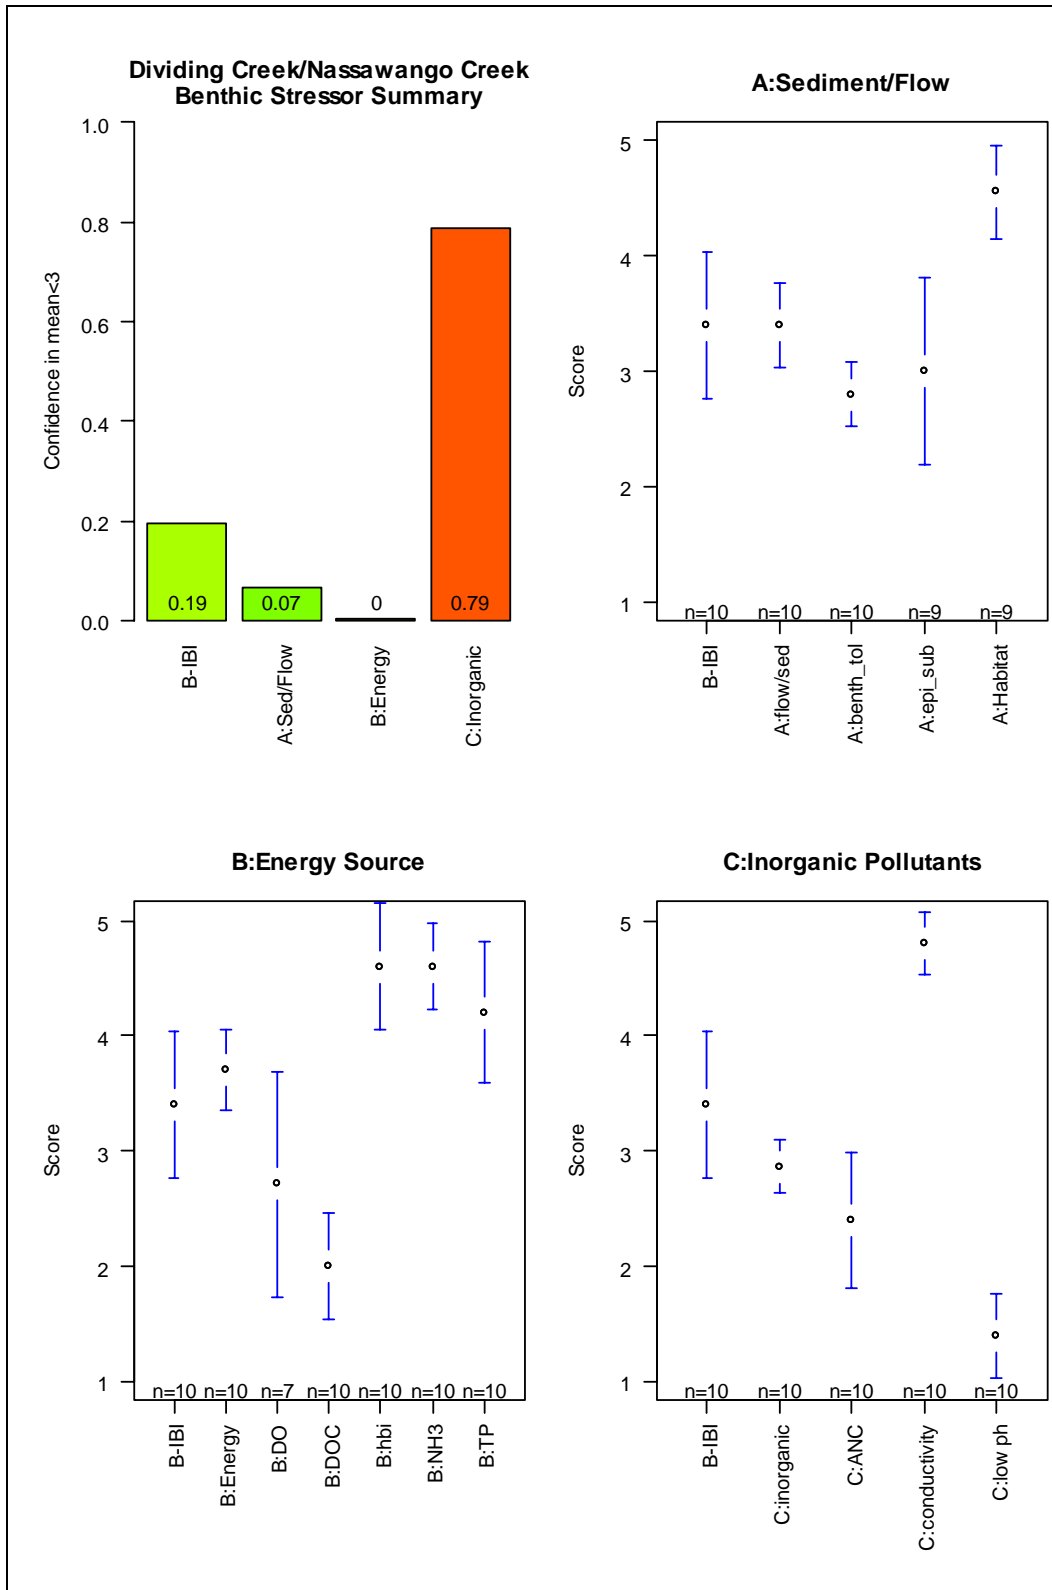 Dividing Creek/Nassawango Creek
Benthic Stressor Summary
Confidence in mean<3
1.0
0.8
0.6
0.4
0.2
0.0
0.19
0.07
0
0.79
B-IBI
A:Sed/Flow
B:Energy
C:Inorganic
A:Sediment/Flow
Score
5
4
3
2
1
n=10 n=10 n=10 n=9 n=9
B-IBI
A:flow/sed
A:benth_tol
A:epi_sub
A:Habitat
B:Energy Source
Score
5
4
3
2
1
n=10 n=10 n=7 n=10 n=10 n=10 n=10
B-IBI
B:Energy
B:DO
B:DOC
B:hbi
B:NH3
B:TP
C:Inorganic Pollutants
Score
5
4
3
2
1
n=10 n=10 n=10 n=10 n=10
B-IBI
C:inorganic
C:ANC
C:conductivity
C:low ph